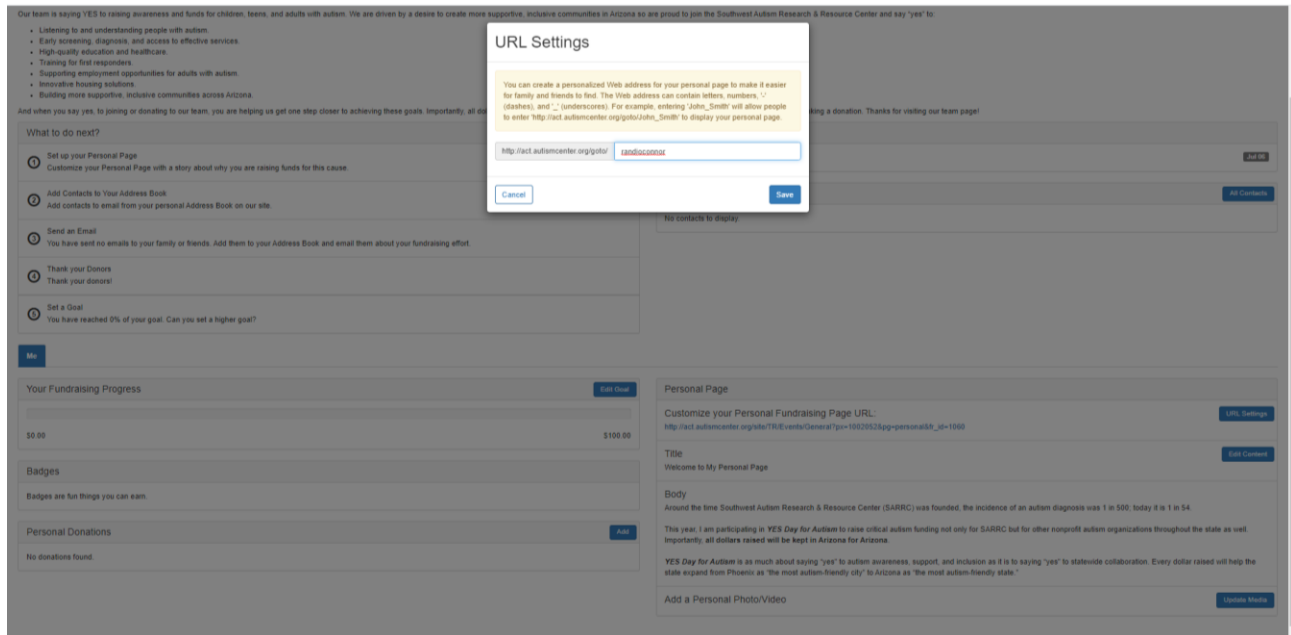 Our team is saying YES to raising awareness and funds for children, teens, and adults with autism. We are driven by a desire to create more supportive, inclusive communities in Arizona so are proud to join the Southwest Autism Research & Resource Center and say "yes" to:
Listening to and understanding people with autism.
Early screening, diagnosis, and access to effective services.
High-quality education and healthcare.
Training for first responders.
Supporting employment opportunities for adults with autism.
Innovative housing solutions.
Building more supportive, inclusive communities across Arizona.
And when you say yes, to joining or donating to our team, you are helping us get one step closer to achieving these goals. Importantly, all do
king a donation. Thanks for visiting our team page!
URL Settings
You can create a personalized Web address for your personal page to make it easier
for family and friends to find. The Web address can contain letters, numbers, '-'
(dashes), and '_' (underscores). For example, entering 'John_Smith' will allow people
to enter 'http://act.autismcenter.org/goto/John_Smith' to display your personal page.
http://act.autismcenter.org/goto/ randioconnor
Cancel Save
What to do next?
1 Set up your Personal Page
Customize your Personal Page with a story about why you are raising funds for this cause.
2 Add Contacts to Your Address Book
Add contacts to email from your personal Address Book on our site.
3 Send an Email
You have sent no emails to your family or friends. Add them to your Address Book and email them about your fundraising effort.
4 Thank your Donors
Thank your donors!
5 Set a Goal
You have reached 0% of your goal. Can you set a higher goal?
All Contacts
No contacts to display
Me
Your Fundraising Progress Edit Goal
$0.00 $100.00
Badges
Badges are fun things you can earn.
Personal Donations Add
No donations found.
Personal Page
Customize your Personal Fundraising Page URL: URL Settings
http://act.autismcenter.org/site/TR/Events/General?px=1002052&pg=personal&fr_id=1060
Title Edit Content
Welcome to My Personal Page
Body
Around the time Southwest Autism Research & Resource Center (SARRC) was founded, the incidence of an autism diagnosis was 1 in 500; today it is 1 in 54.
This year, I am participating in YES Day for Autism to raise critical autism funding not only for SARRC but for other nonprofit autism organizations throughout the state as well.
Importantly, all dollars raised will be kept in Arizona for Arizona.
YES Day for Autism is as much about saying "yes" to autism awareness, support, and inclusion as it is to saying "yes" to statewide collaboration. Every dollar raised will help the
state expand from Phoenix as "the most autism-friendly city" to Arizona as "the most autism-friendly state."
Add a Personal Photo/Video Update Media